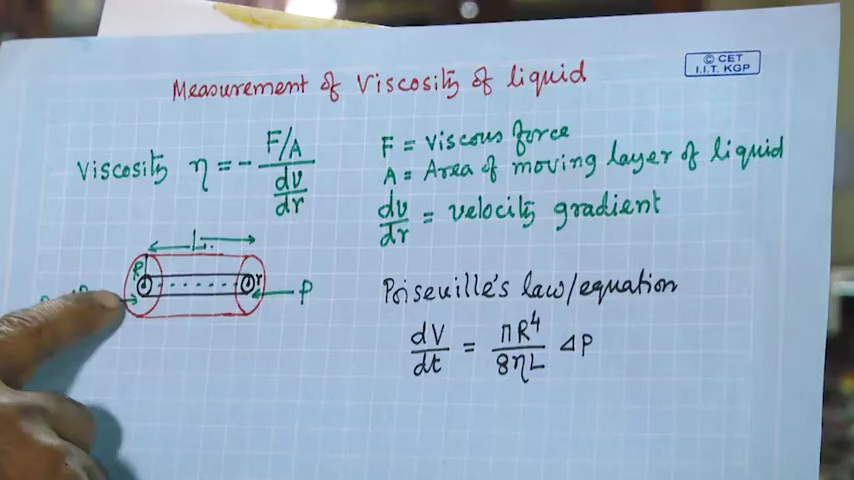 © CET
I.I.T. KGP
Measurement of Viscosity of liquid
Viscosity η = - F/A / dv/dr
F = viscous force
A = Area of moving layer of liquid
dv/dr = velocity gradient
L
R
r
P
Poiseuille's law/equation
dV/dt = πR⁴/8ηL ΔP